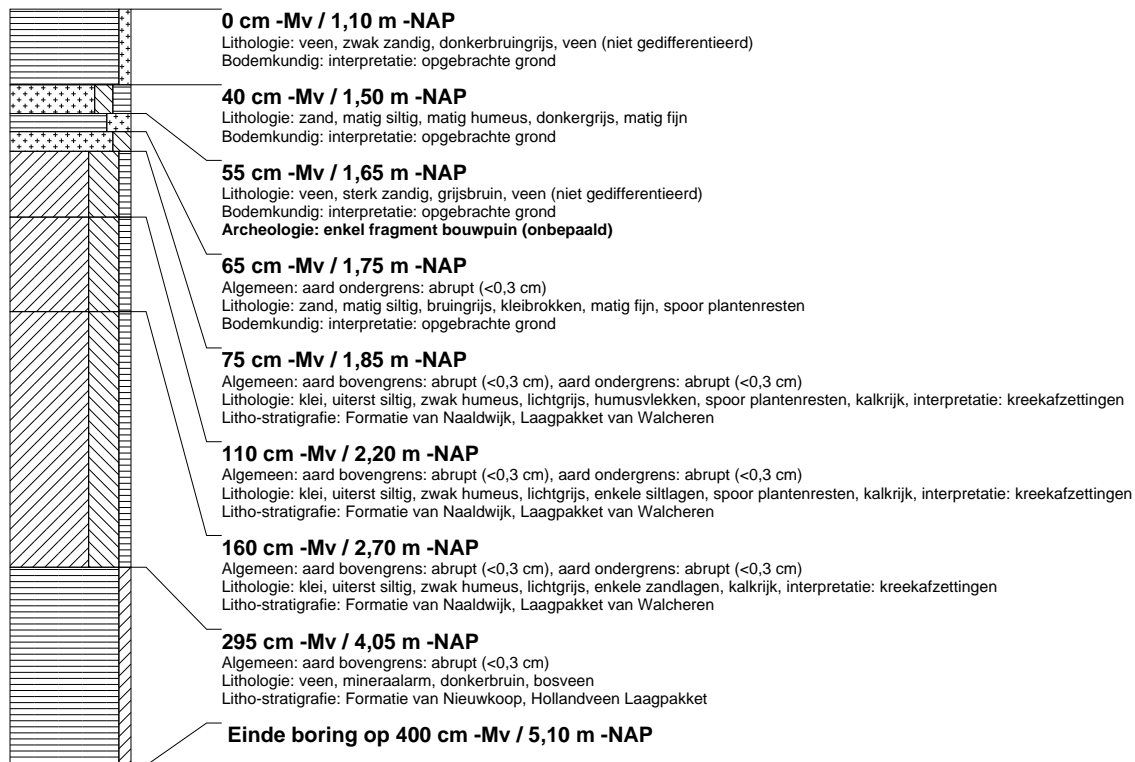 0 cm -Mv / 1,10 m -NAP
Lithologie: veen, zwak zandig, donkerbruingrijs, veen (niet gedifferentieerd)
Bodemkundig: interpretatie: opgebrachte grond
40 cm -Mv / 1,50 m -NAP
Lithologie: zand, matig siltig, matig humeus, donkergrijs, matig fijn
Bodemkundig: interpretatie: opgebrachte grond
55 cm -Mv / 1,65 m -NAP
Lithologie: veen, sterk zandig, grijsbruin, veen (niet gedifferentieerd)
Bodemkundig: interpretatie: opgebrachte grond
Archeologie: enkel fragment bouwpuin (onbepaald)
65 cm -Mv / 1,75 m -NAP
Algemeen: aard ondergrens: abrupt (<0,3 cm)
Lithologie: zand, matig siltig, bruingrijs, kleibrokken, matig fijn, spoor plantenresten
Bodemkundig: interpretatie: opgebrachte grond
75 cm -Mv / 1,85 m -NAP
Algemeen: aard bovengrens: abrupt (<0,3 cm), aard ondergrens: abrupt (<0,3 cm)
Lithologie: klei, uiterst siltig, zwak humeus, lichtgrijs, humusvlekken, spoor plantenresten, kalkrijk, interpretatie: kreekafzettingen
Litho-stratigrafie: Formatie van Naaldwijk, Laagpakket van Walcheren
110 cm -Mv / 2,20 m -NAP
Algemeen: aard bovengrens: abrupt (<0,3 cm), aard ondergrens: abrupt (<0,3 cm)
Lithologie: klei, uiterst siltig, zwak humeus, lichtgrijs, enkele siltlagen, spoor plantenresten, kalkrijk, interpretatie: kreekafzettingen
Litho-stratigrafie: Formatie van Naaldwijk, Laagpakket van Walcheren
160 cm -Mv / 2,70 m -NAP
Algemeen: aard bovengrens: abrupt (<0,3 cm), aard ondergrens: abrupt (<0,3 cm)
Lithologie: klei, uiterst siltig, zwak humeus, lichtgrijs, enkele zandlagen, kalkrijk, interpretatie: kreekafzettingen
Litho-stratigrafie: Formatie van Naaldwijk, Laagpakket van Walcheren
295 cm -Mv / 4,05 m -NAP
Algemeen: aard bovengrens: abrupt (<0,3 cm)
Lithologie: veen, mineraalarm, donkerbruin, bosveen
Litho-stratigrafie: Formatie van Nieuwkoop, Hollandveen Laagpakket
Einde boring op 400 cm -Mv / 5,10 m -NAP